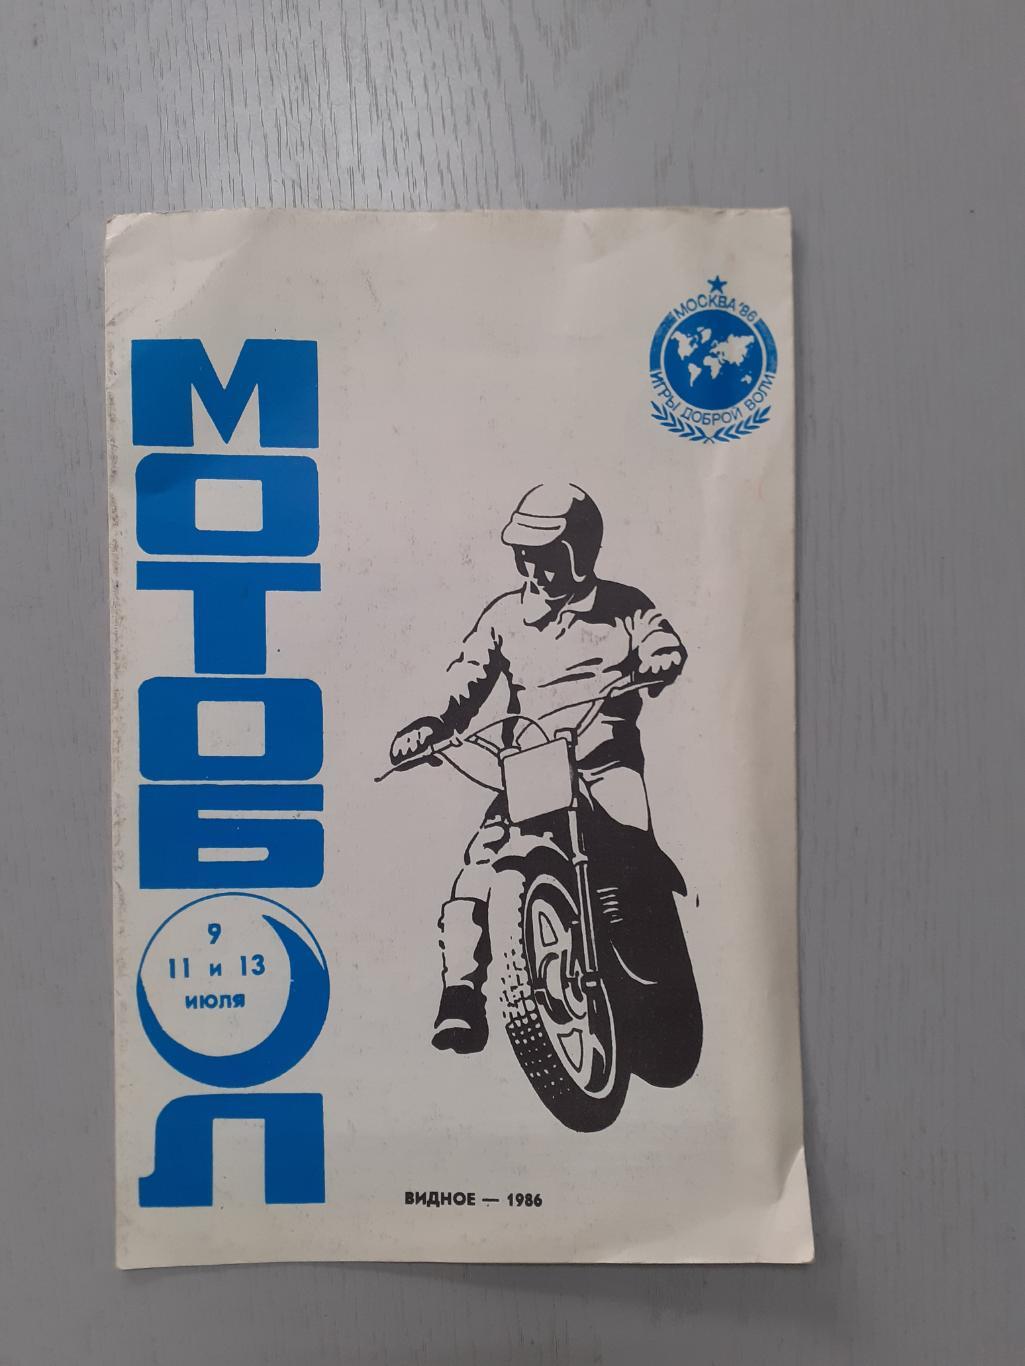 МОСКВА '86
ИГРЫ ДОБРОЙ ВОЛИ
МОТОБОЛ
9
11 и 13
ИЮЛЯ
ВИДНОЕ — 1986